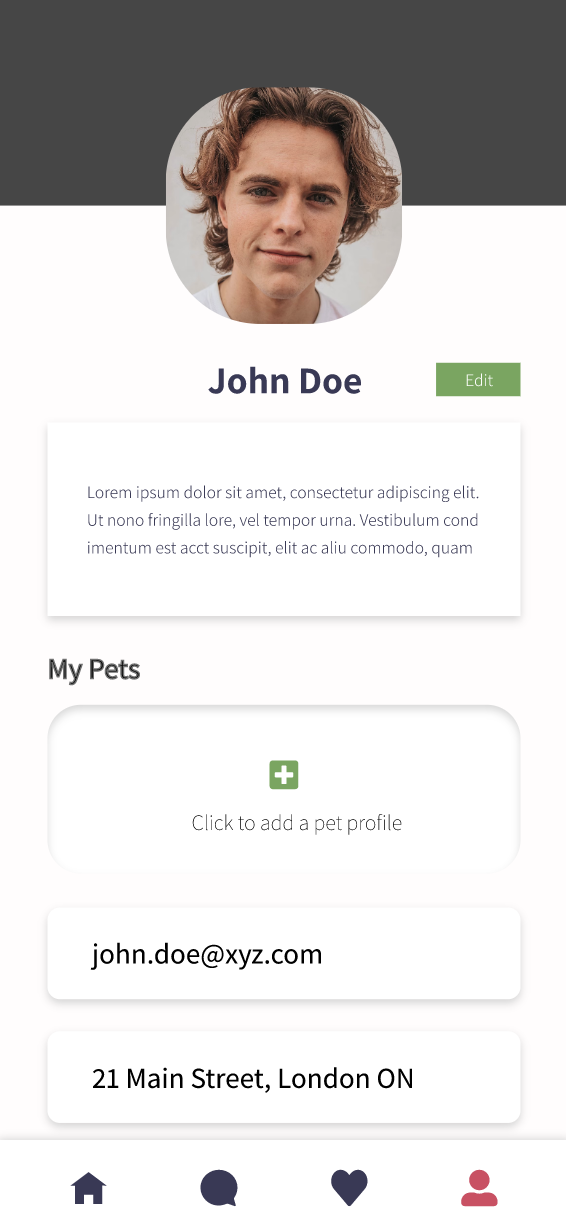 John Doe
Edit
Lorem ipsum dolor sit amet, consectetur adipiscing elit.
Ut nono fringilla lore, vel tempor urna. Vestibulum cond
imentum est acct suscipit, elit ac aliu commodo, quam
My Pets
Click to add a pet profile
john.doe@xyz.com
21 Main Street, London ON